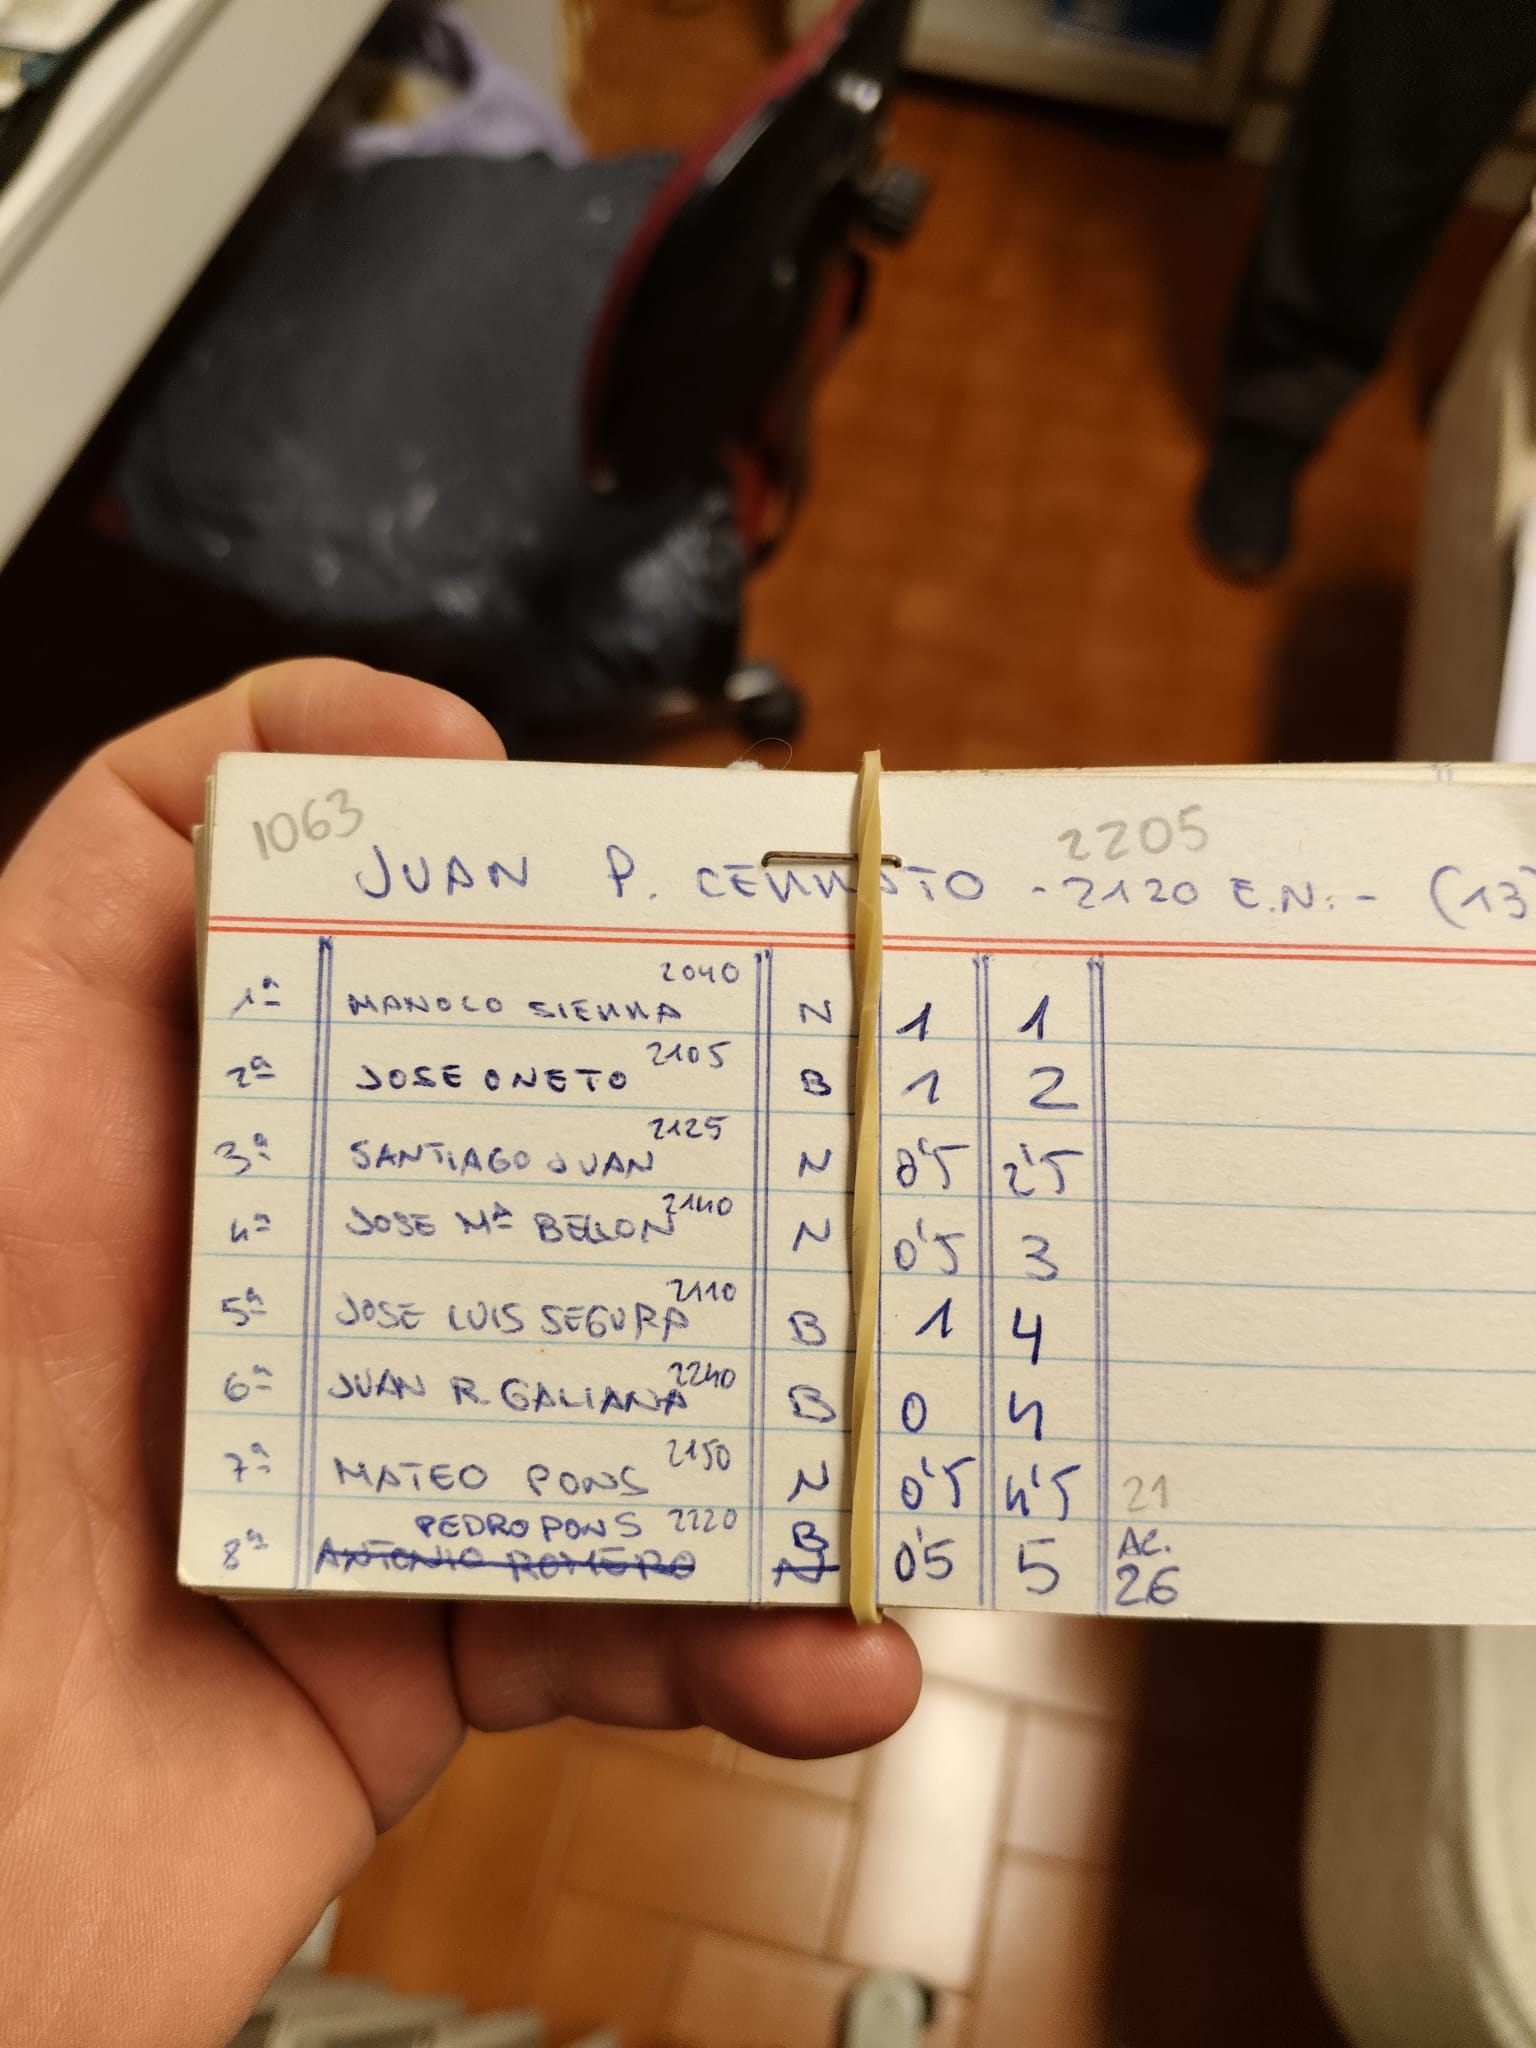 1063
2205
JUAN P. CERRATO - 2120 E.N. - (13)
1ª MANOLO SIERRA 2040 N 1 1
2ª JOSE ONETO 2105 B 1 2
3ª SANTIAGO JUAN 2125 N 0'5 2'5
4ª JOSE Mª BELLON 2140 N 0'5 3
5ª JOSE LUIS SEGURA 2110 B 1 4
6ª JUAN R. GALIANA 2240 B 0 4
7ª MATEO PONS 2150 N 0'5 4'5 21
PEDRO PONS 2220 B AC.
8ª ANTONIO ROMERO N 0'5 5 26